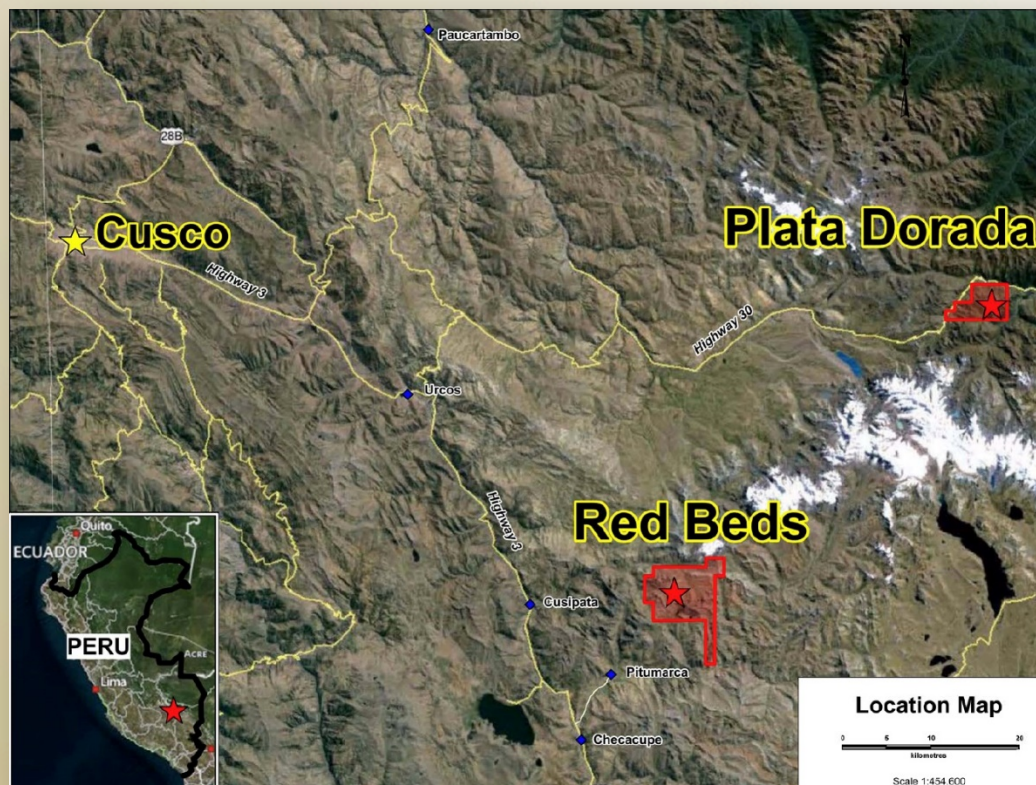 Paucartambo
28B
Cusco
Plata Dorada
Highway 3
Highway 30
Urcos
Highway 3
Red Beds
Cusipata
Pitumarca
Checacupe
Quito
ECUADOR
PERU
ACRE
Lima
Location Map
0 5 10 20
kilometres
Scale 1:454,600